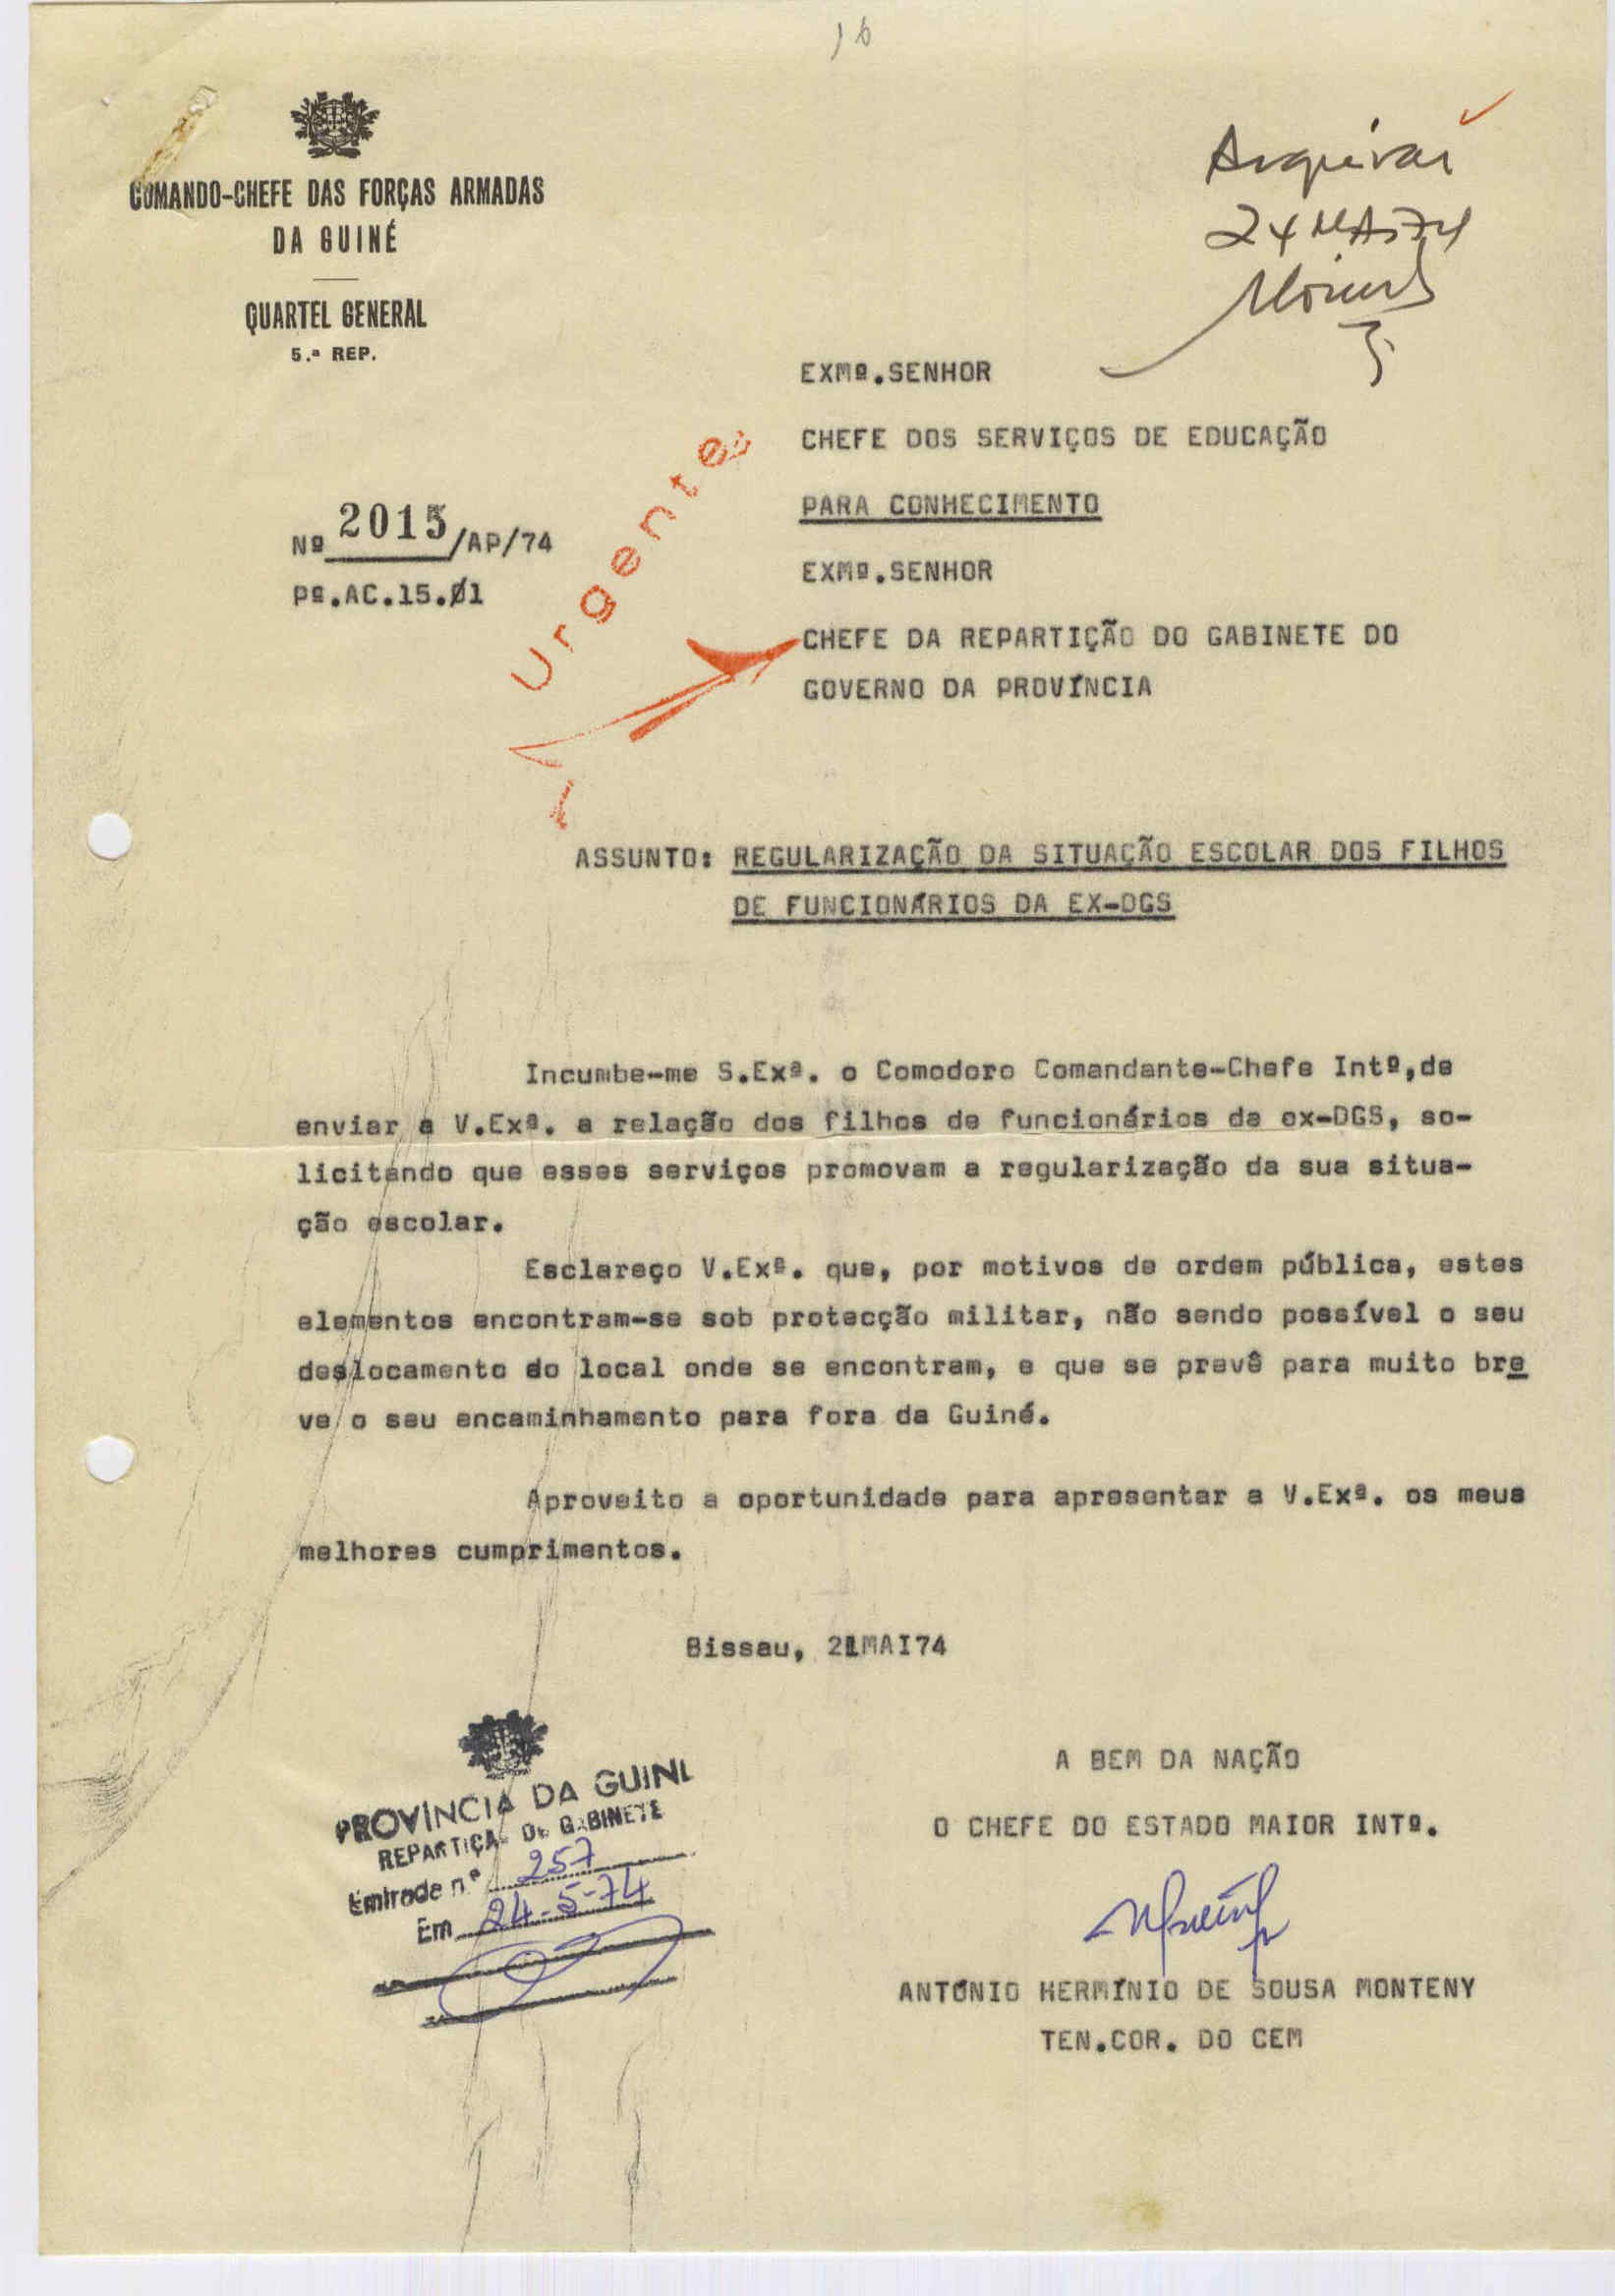 16
COMANDO-CHEFE DAS FORÇAS ARMADAS
DA GUINÉ
QUARTEL GENERAL
5.ª REP.
Arquivar
24 MAI 74
EXMº.SENHOR
CHEFE DOS SERVIÇOS DE EDUCAÇÃO
PARA CONHECIMENTO
EXMº.SENHOR
CHEFE DA REPARTIÇÃO DO GABINETE DO
GOVERNO DA PROVÍNCIA
Nº 2015/AP/74
Pº.AC.15.01
Urgente
ASSUNTO: REGULARIZAÇÃO DA SITUAÇÃO ESCOLAR DOS FILHOS
DE FUNCIONÁRIOS DA EX-DGS
Incumbe-me S.Exª. o Comodoro Comandante-Chefe Intº,de
enviar a V.Exª. a relação dos filhos de funcionários da ex-DGS, so-
licitando que esses serviços promovam a regularização da sua situa-
ção escolar.
Esclareço V.Exª. que, por motivos de ordem pública, estes
elementos encontram-se sob protecção militar, não sendo possível o seu
deslocamento do local onde se encontram, e que se prevê para muito bre
ve o seu encaminhamento para fora da Guiné.
Aproveito a oportunidade para apresentar a V.Exª. os meus
melhores cumprimentos.
Bissau, 21MAI74
A BEM DA NAÇÃO
O CHEFE DO ESTADO MAIOR INTº.
ANTÓNIO HERMÍNIO DE SOUSA MONTENY
TEN.COR. DO CEM
PROVÍNCIA DA GUINÉ
REPARTIÇÃO DE GABINETE
Entrada n.º 257
Em 24-5-74